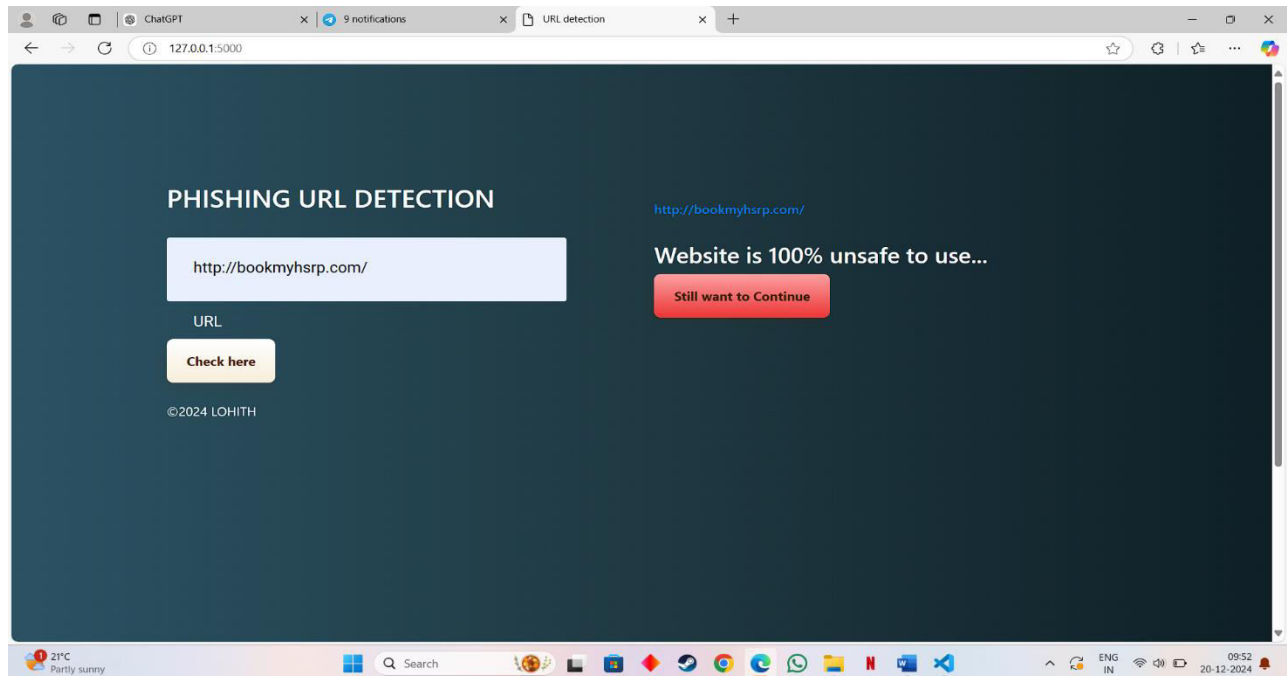 ChatGPT
9 notifications
URL detection
127.0.0.1:5000
PHISHING URL DETECTION
http://bookmyhsrp.com/
URL
Check here
©2024 LOHITH
http://bookmyhsrp.com/
Website is 100% unsafe to use...
Still want to Continue
1
21°C
Partly sunny
Search
N
W
ENG
IN
09:52
20-12-2024